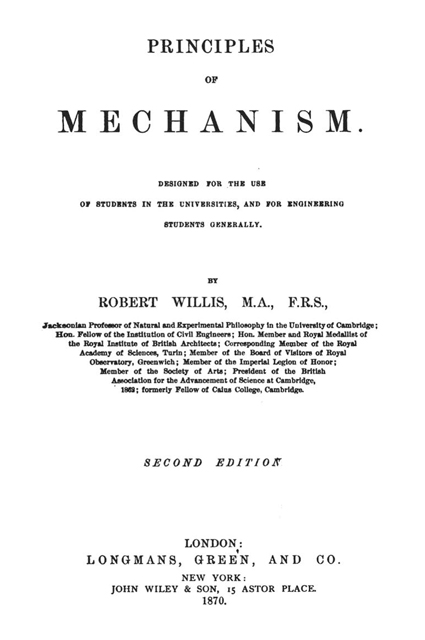 PRINCIPLES
OF
MECHANISM.
DESIGNED FOR THE USE
OF STUDENTS IN THE UNIVERSITIES, AND FOR ENGINEERING
STUDENTS GENERALLY.
BY
ROBERT WILLIS, M.A., F.R.S.,
Jacksonian Professor of Natural and Experimental Philosophy in the University of Cambridge;
Hon. Fellow of the Institution of Civil Engineers; Hon. Member and Royal Medallist of
the Royal Institute of British Architects; Corresponding Member of the Royal
Academy of Sciences, Turin; Member of the Board of Visitors of Royal
Observatory, Greenwich; Member of the Imperial Legion of Honor;
Member of the Society of Arts; President of the British
Association for the Advancement of Science at Cambridge,
1862; formerly Fellow of Caius College, Cambridge.
SECOND EDITION
LONDON:
LONGMANS, GREEN, AND CO.
NEW YORK:
JOHN WILEY & SON, 15 ASTOR PLACE.
1870.